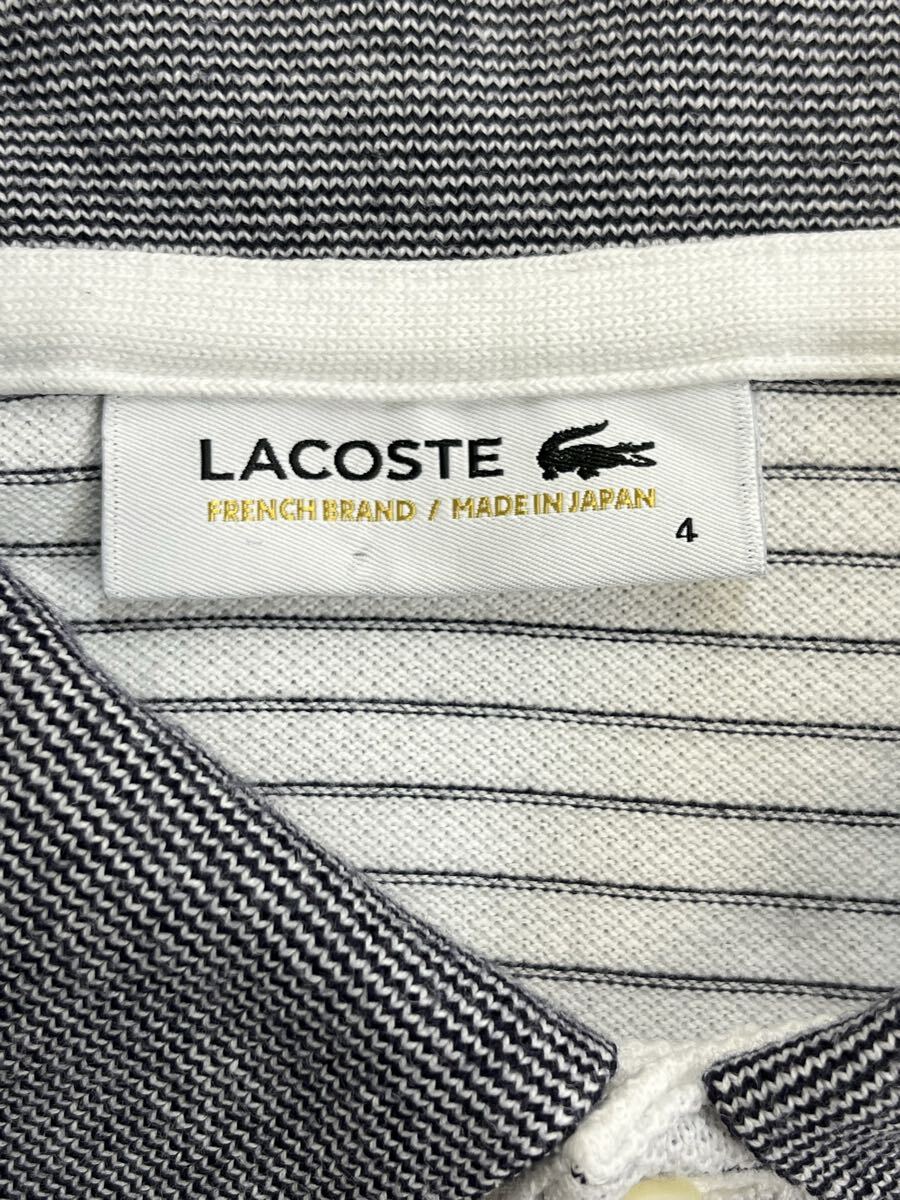 LACOSTE
FRENCH BRAND / MADE IN JAPAN
4